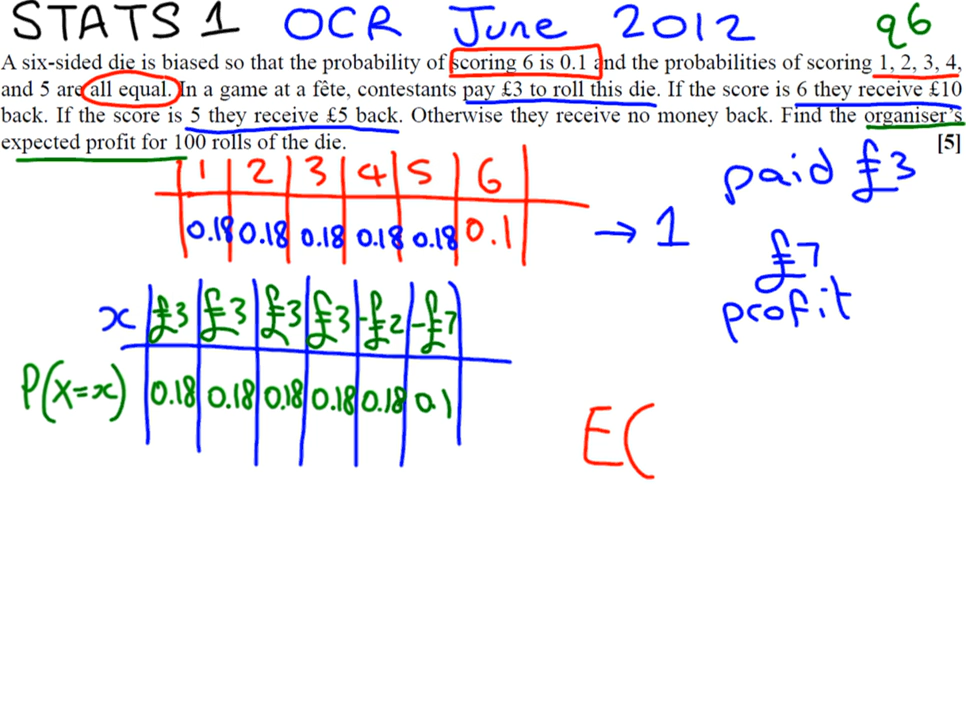 STATS 1 OCR June 2012 q6
A six-sided die is biased so that the probability of scoring 6 is 0.1 and the probabilities of scoring 1, 2, 3, 4,
and 5 are all equal. In a game at a fête, contestants pay £3 to roll this die. If the score is 6 they receive £10
back. If the score is 5 they receive £5 back. Otherwise they receive no money back. Find the organiser's
expected profit for 100 rolls of the die. [5]
1 2 3 4 5 6
0.18 0.18 0.18 0.18 0.18 0.1 → 1
paid £3
£7
profit
x £3 £3 £3 £3 -£2 -£7
P(X=x) 0.18 0.18 0.18 0.18 0.18 0.1
E(